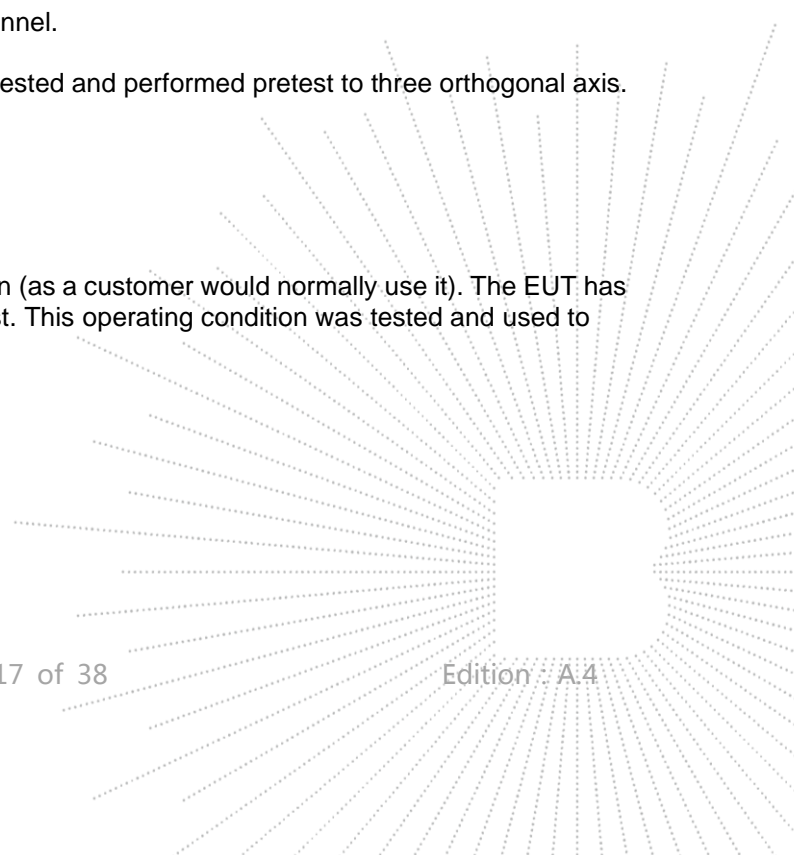 nnel.
ested and performed pretest to three orthogonal axis.
n (as a customer would normally use it). The EUT has
st. This operating condition was tested and used to
17 of 38 Edition : A.4